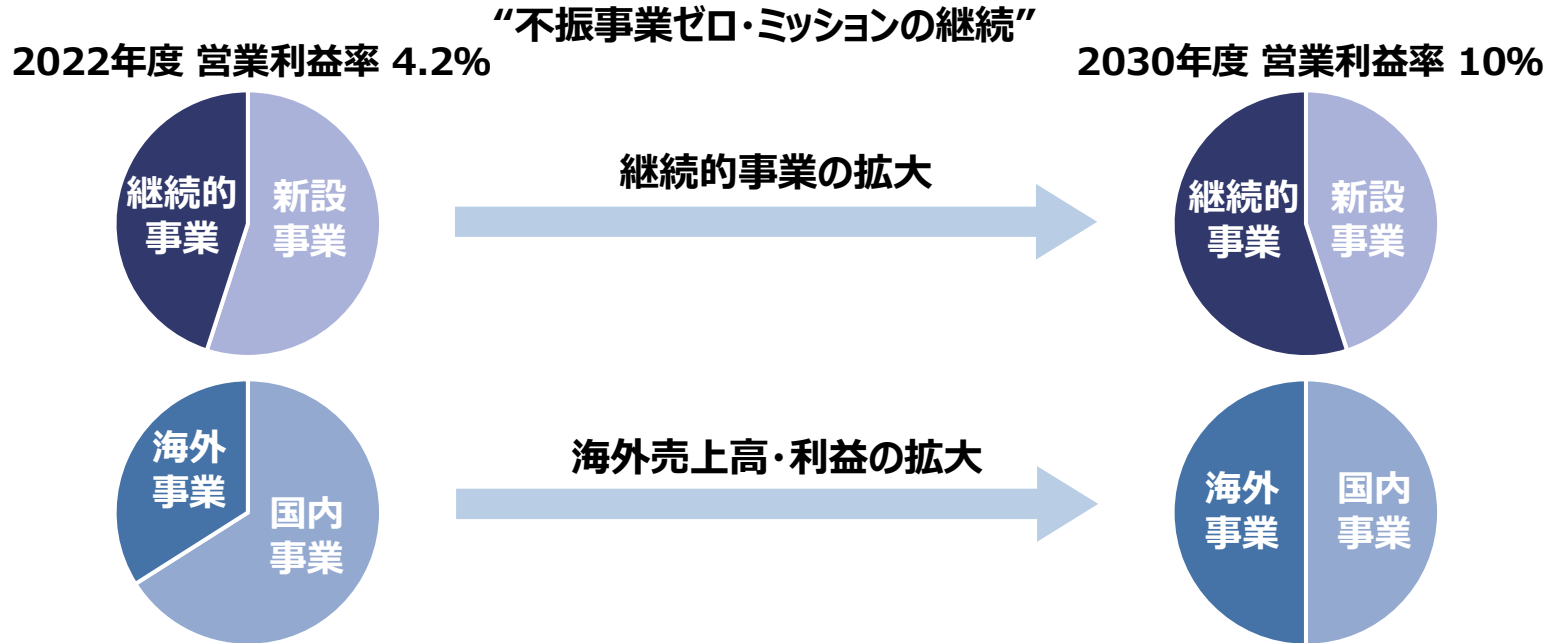 “不振事業ゼロ・ミッションの継続”
2022年度 営業利益率 4.2%
2030年度 営業利益率 10%
継続的
事業
新設
事業
継続的事業の拡大
継続的
事業
新設
事業
海外
事業
国内
事業
海外売上高・利益の拡大
海外
事業
国内
事業